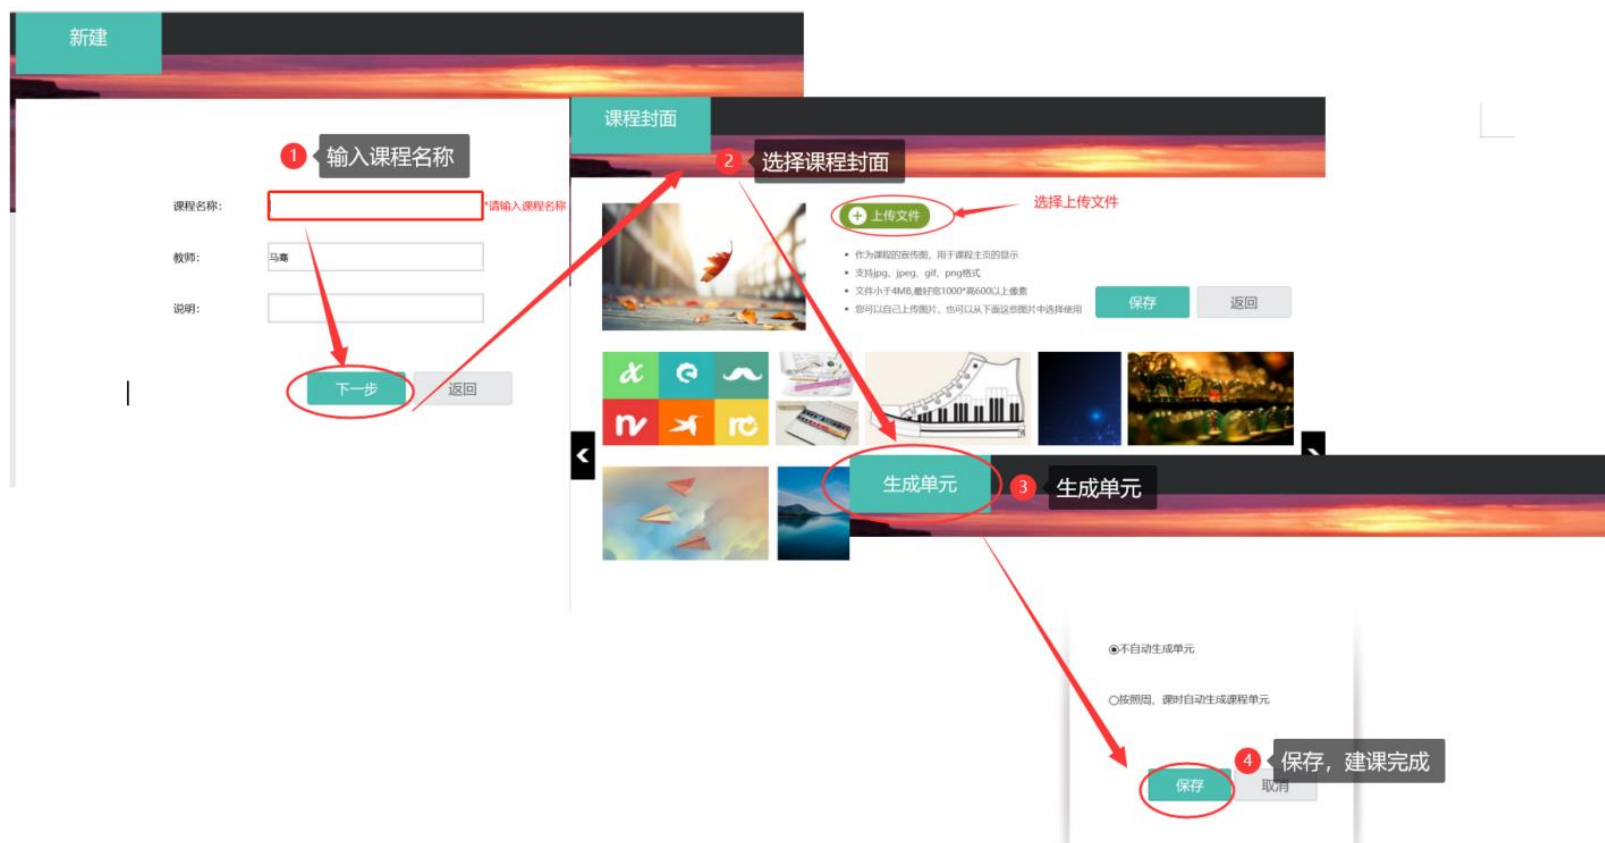 新建
1 输入课程名称
课程名称:
*请输入课程名称
教师:
马骞
说明:
下一步
返回
课程封面
2 选择课程封面
上传文件
选择上传文件
作为课程的宣传图，用于课程主页的显示
支持jpg、jpeg、gif、png格式
文件小于4MB,最好宽1000*高600以上像素
您可以自己上传图片，也可以从下面这些图片中选择使用
保存
返回
生成单元
3 生成单元
不自动生成单元
按照周、课时自动生成课程单元
4 保存，建课完成
保存
取消